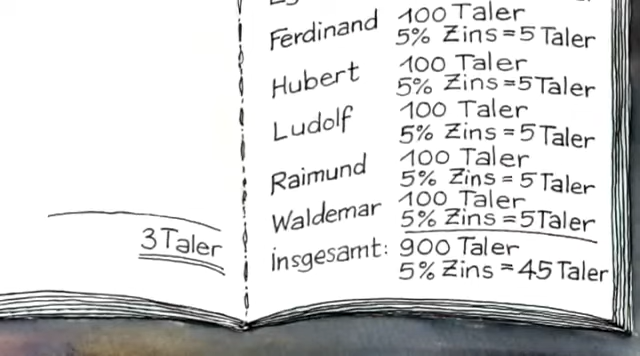 3 Taler
Ferdinand 100 Taler
5% Zins = 5 Taler
Hubert 100 Taler
5% Zins = 5 Taler
Ludolf 100 Taler
5% Zins = 5 Taler
Raimund 100 Taler
5% Zins = 5 Taler
Waldemar 100 Taler
5% Zins = 5 Taler
insgesamt: 900 Taler
5% Zins = 45 Taler